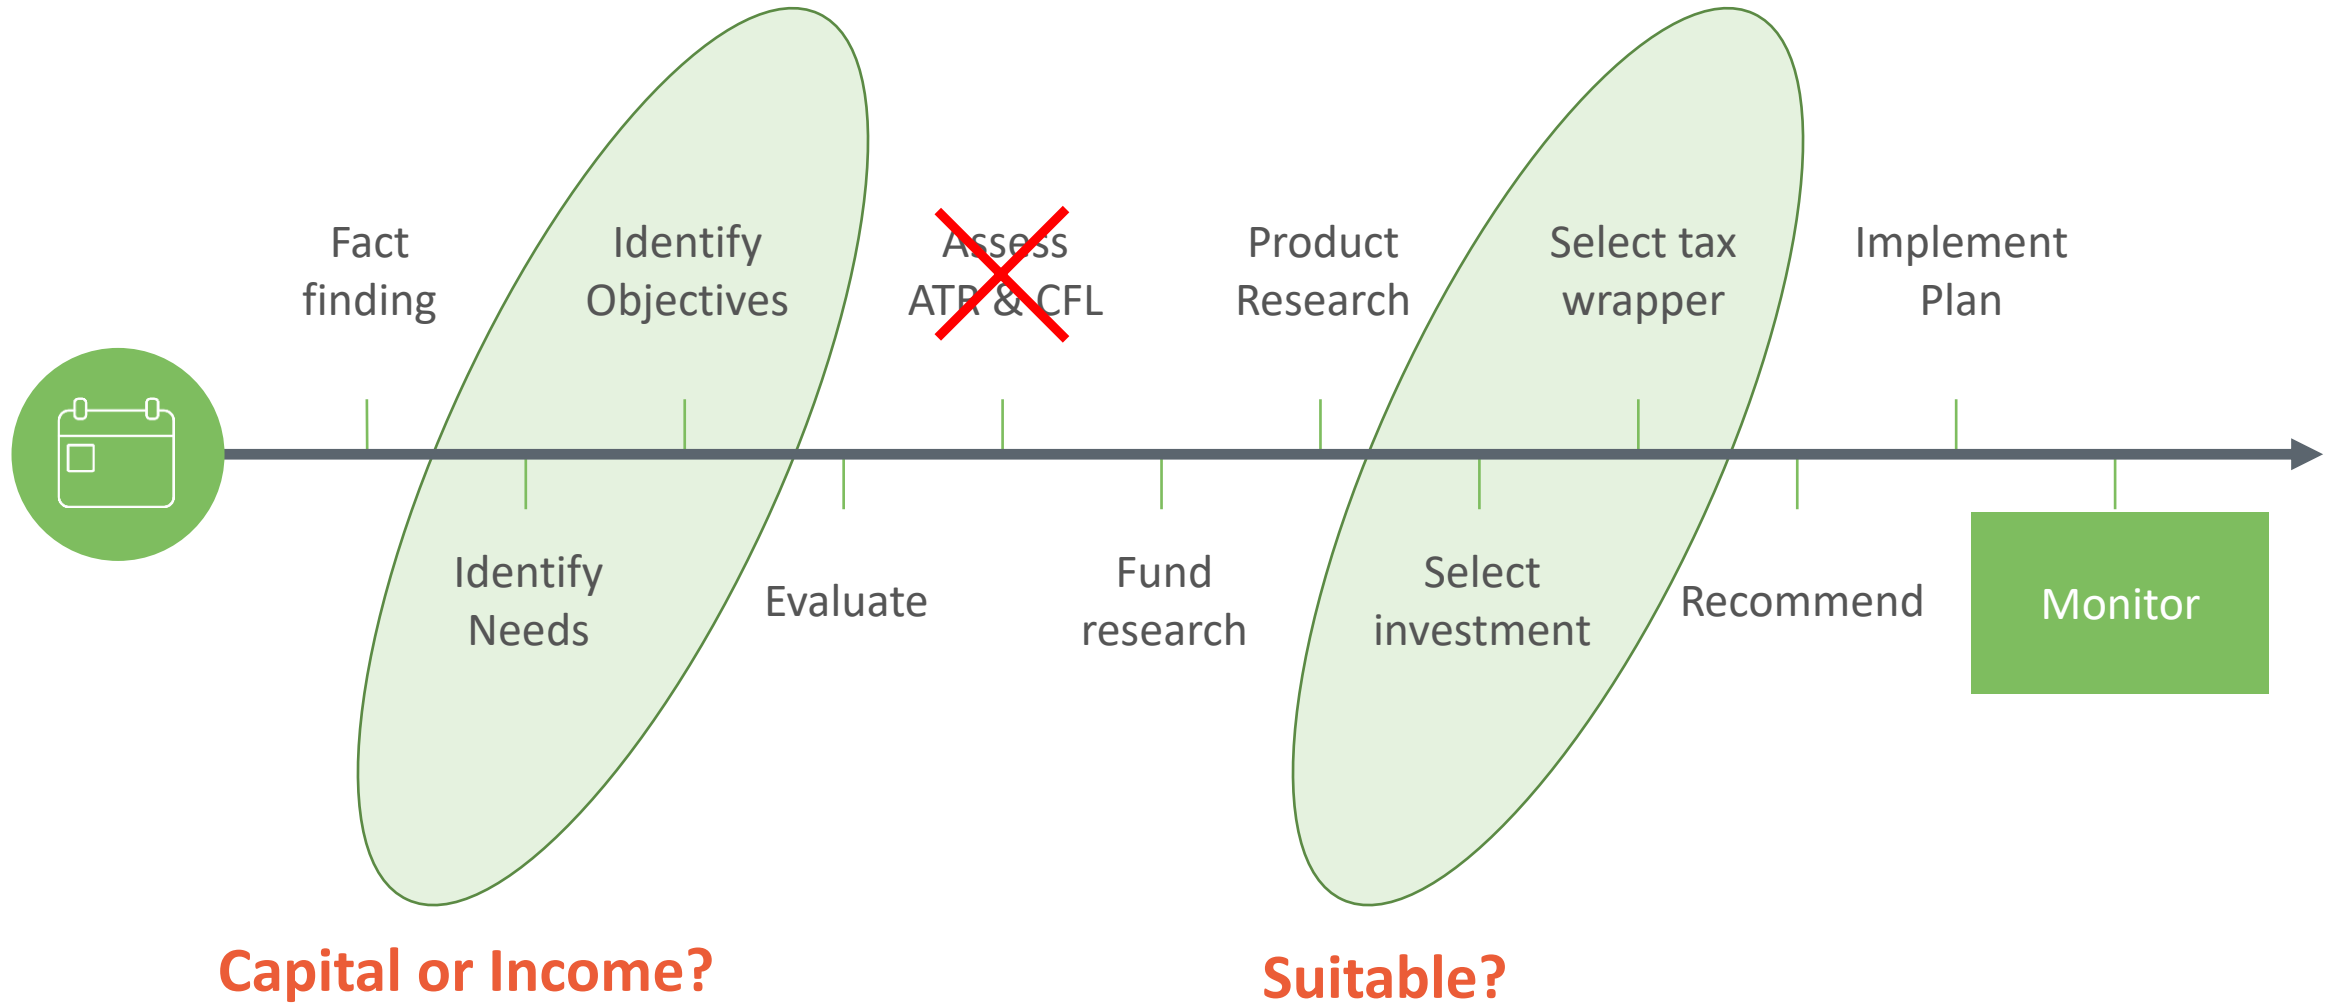 Fact
finding
Identify
Objectives
Assess
ATR & CFL
Product
Research
Select tax
wrapper
Implement
Plan
Identify
Needs
Evaluate
Fund
research
Select
investment
Recommend
Monitor
Capital or Income?
Suitable?